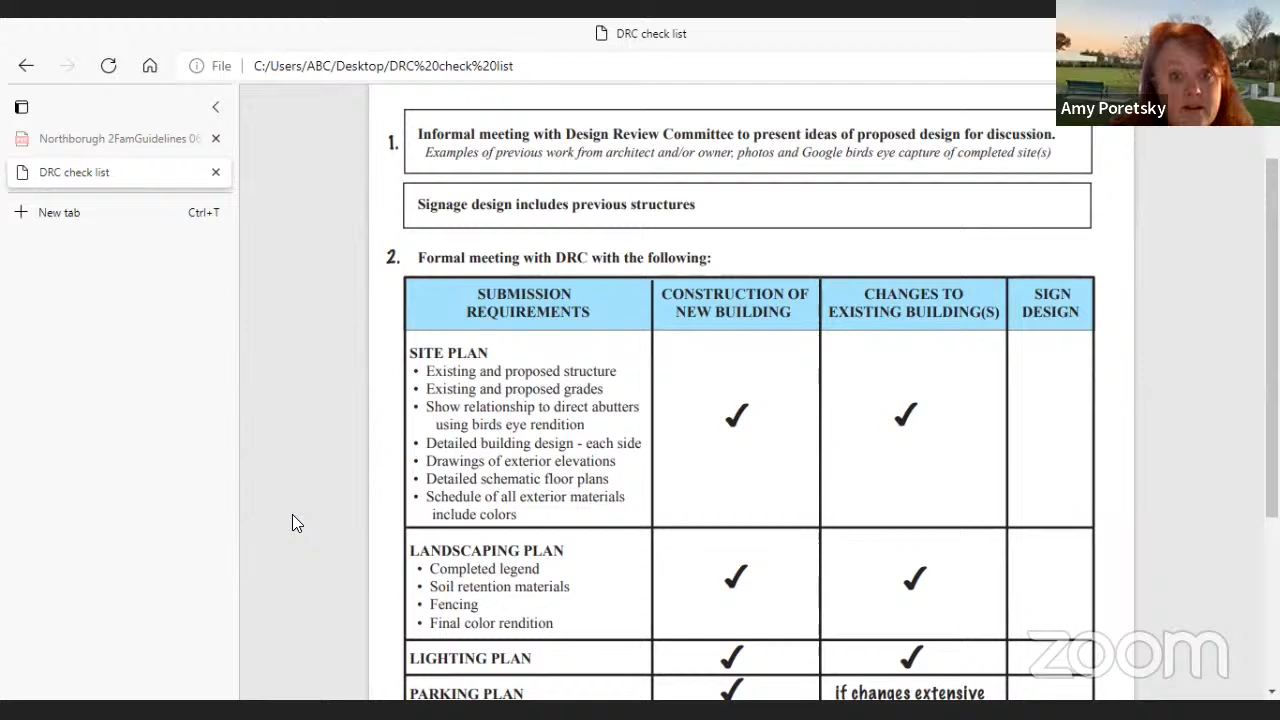 DRC check list
File
C:/Users/ABC/Desktop/DRC%20check%20list
Amy Poretsky
Northborugh 2FamGuidelines 06
DRC check list
New tab
Ctrl+T
1.
Informal meeting with Design Review Committee to present ideas of proposed design for discussion.
Examples of previous work from architect and/or owner, photos and Google birds eye capture of completed site(s)
Signage design includes previous structures
2. Formal meeting with DRC with the following:
SUBMISSION
REQUIREMENTS
CONSTRUCTION OF
NEW BUILDING
CHANGES TO
EXISTING BUILDING(S)
SIGN
DESIGN
SITE PLAN
• Existing and proposed structure
• Existing and proposed grades
• Show relationship to direct abutters
using birds eye rendition
• Detailed building design - each side
• Drawings of exterior elevations
• Detailed schematic floor plans
• Schedule of all exterior materials
include colors
✓ ✓
LANDSCAPING PLAN
• Completed legend
• Soil retention materials
• Fencing
• Final color rendition
✓ ✓
LIGHTING PLAN ✓ ✓
PARKING PLAN ✓ if changes extensive
zoom